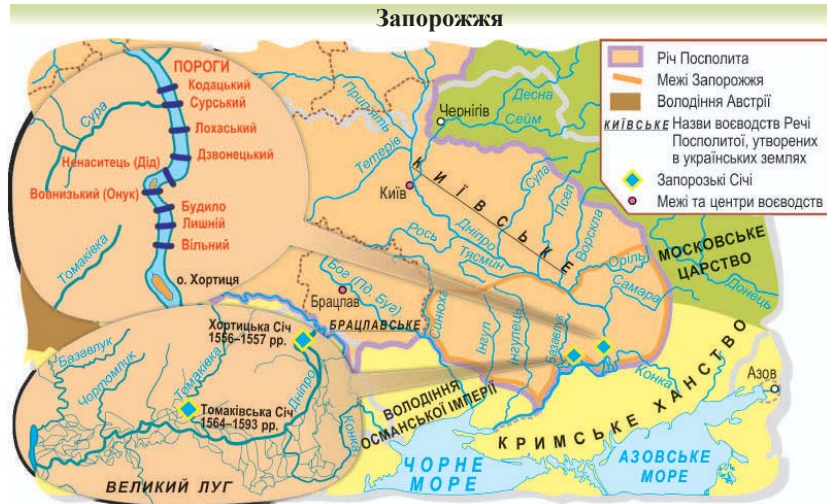 Запорожжя
ПОРОГИ
Кодацький
Сурський
Лохаський
Дзвонецький
Ненаситець (Дід)
Вовнизький (Онук)
Будило
Лишній
Вільний
о. Хортиця
Сура
Томаківка
Річ Посполита
Межі Запорожжя
Володіння Австрії
КИЇВСЬКЕ Назви воєводств Речі
Посполитої, утворених
в українських землях
Запорозькі Січі
Межі та центри воєводств
Прип'ять
Чернігів
Десна
Сейм
Тетерів
Київ
КИЇВСЬКЕ
Сула
Псел
Ворскла
Дніпро
Рось
Тясмин
Оріль
Самара
МОСКОВСЬКЕ
ЦАРСТВО
Донець
Бог (Пд. Буг)
Брацлав
БРАЦЛАВСЬКЕ
Синюха
Інгул
Інгулець
Базавлук
Конка
ВОЛОДІННЯ
ОСМАНСЬКОЇ ІМПЕРІЇ
КРИМСЬКЕ ХАНСТВО
Азов
ЧОРНЕ
МОРЕ
АЗОВСЬКЕ
МОРЕ
Хортицька Січ
1556–1557 рр.
Базавлук
Чортомлик
Томаківка
Дніпро
Томаківська Січ
1564–1593 рр.
Конка
ВЕЛИКИЙ ЛУГ